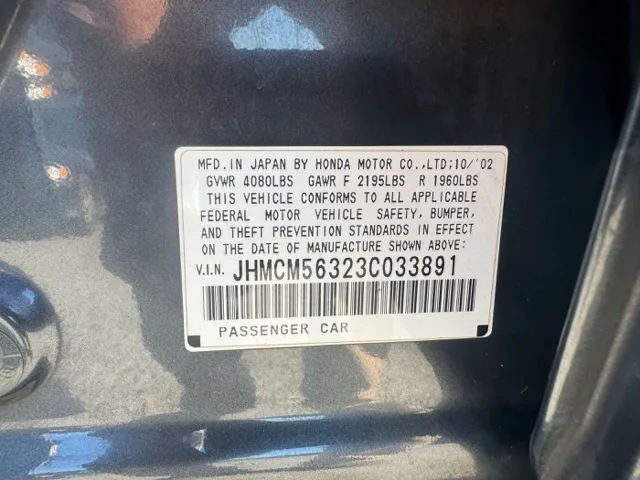 MFD.IN JAPAN BY HONDA MOTOR CO.,LTD;10/'02
GVWR 4080LBS GAWR F 2195LBS R 1960LBS
THIS VEHICLE CONFORMS TO ALL APPLICABLE
FEDERAL MOTOR VEHICLE SAFETY, BUMPER,
AND THEFT PREVENTION STANDARDS IN EFFECT
ON THE DATE OF MANUFACTURE SHOWN ABOVE:
V.I.N. JHMCM56323C033891
PASSENGER CAR